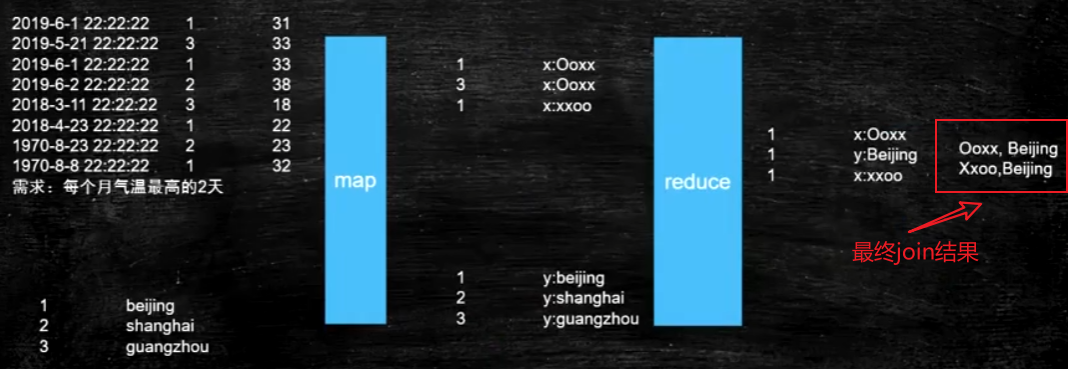 2019-6-1 22:22:22 1 31
2019-5-21 22:22:22 3 33
2019-6-1 22:22:22 1 33
2019-6-2 22:22:22 2 38
2018-3-11 22:22:22 3 18
2018-4-23 22:22:22 1 22
1970-8-23 22:22:22 2 23
1970-8-8 22:22:22 1 32
需求：每个月气温最高的2天
1 beijing
2 shanghai
3 guangzhou
map
1 x:Ooxx
3 x:Ooxx
1 x:xxoo
1 y:beijing
2 y:shanghai
3 y:guangzhou
reduce
1 x:Ooxx
1 y:Beijing
1 x:xxoo
Ooxx, Beijing
Xxoo,Beijing
最终join结果